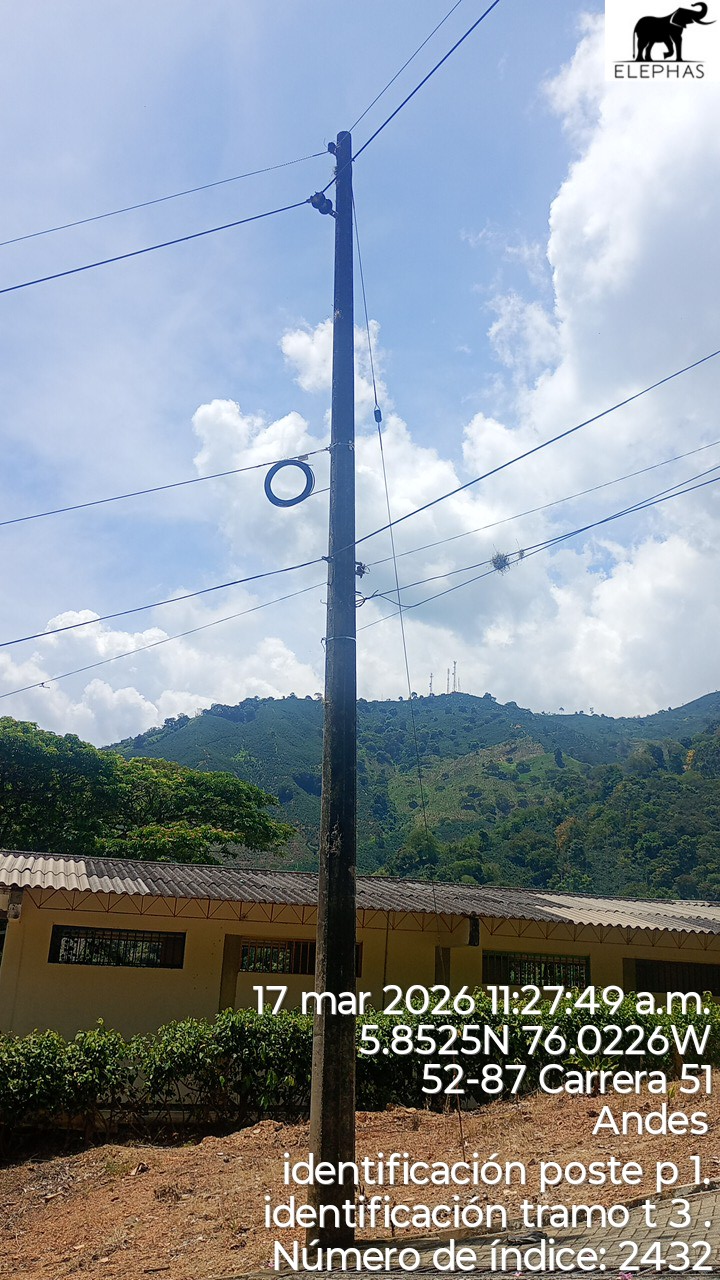 ELEPHAS
17 mar 2026 11:27:49 a.m.
5.8525N 76.0226W
52-87 Carrera 51
Andes
identificación poste p 1.
identificación tramo t 3 .
Número de índice: 2432